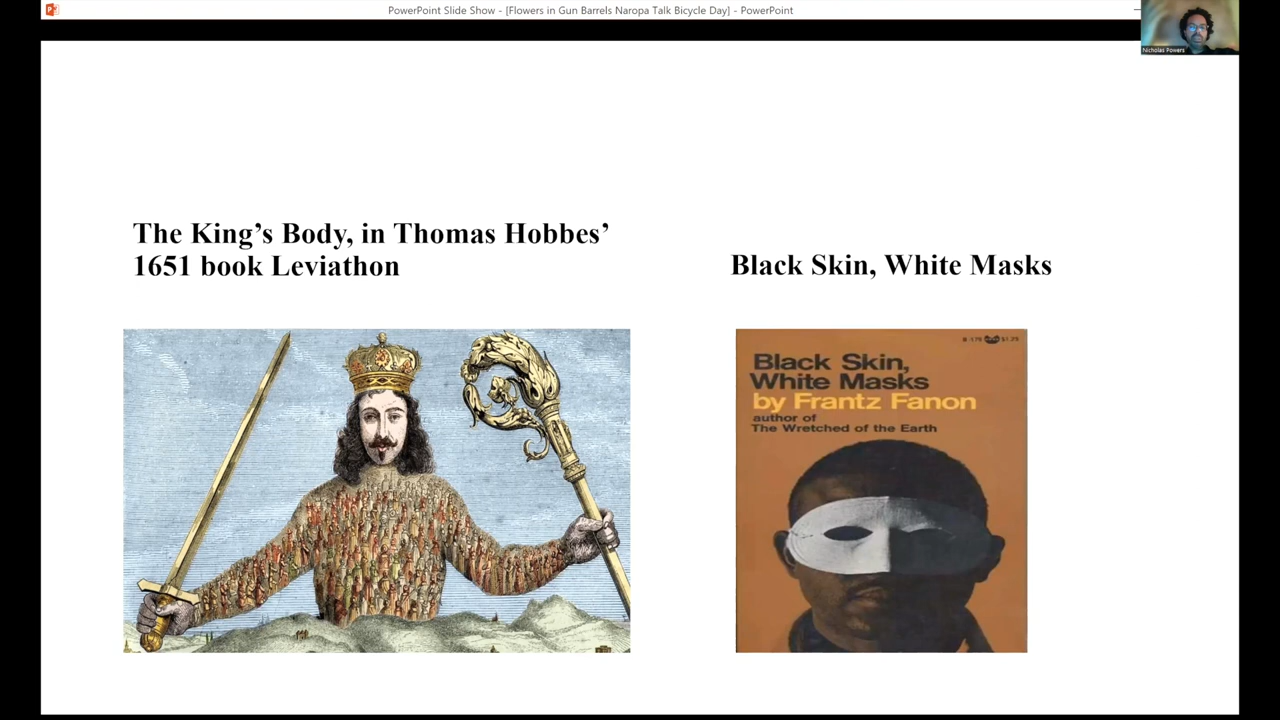 PowerPoint Slide Show - [Flowers in Gun Barrels Naropa Talk Bicycle Day] - PowerPoint
Nicholas Powers
The King’s Body, in Thomas Hobbes’
1651 book Leviathon
Black Skin, White Masks
Black Skin,
White Masks
by Frantz Fanon
author of
The Wretched of the Earth